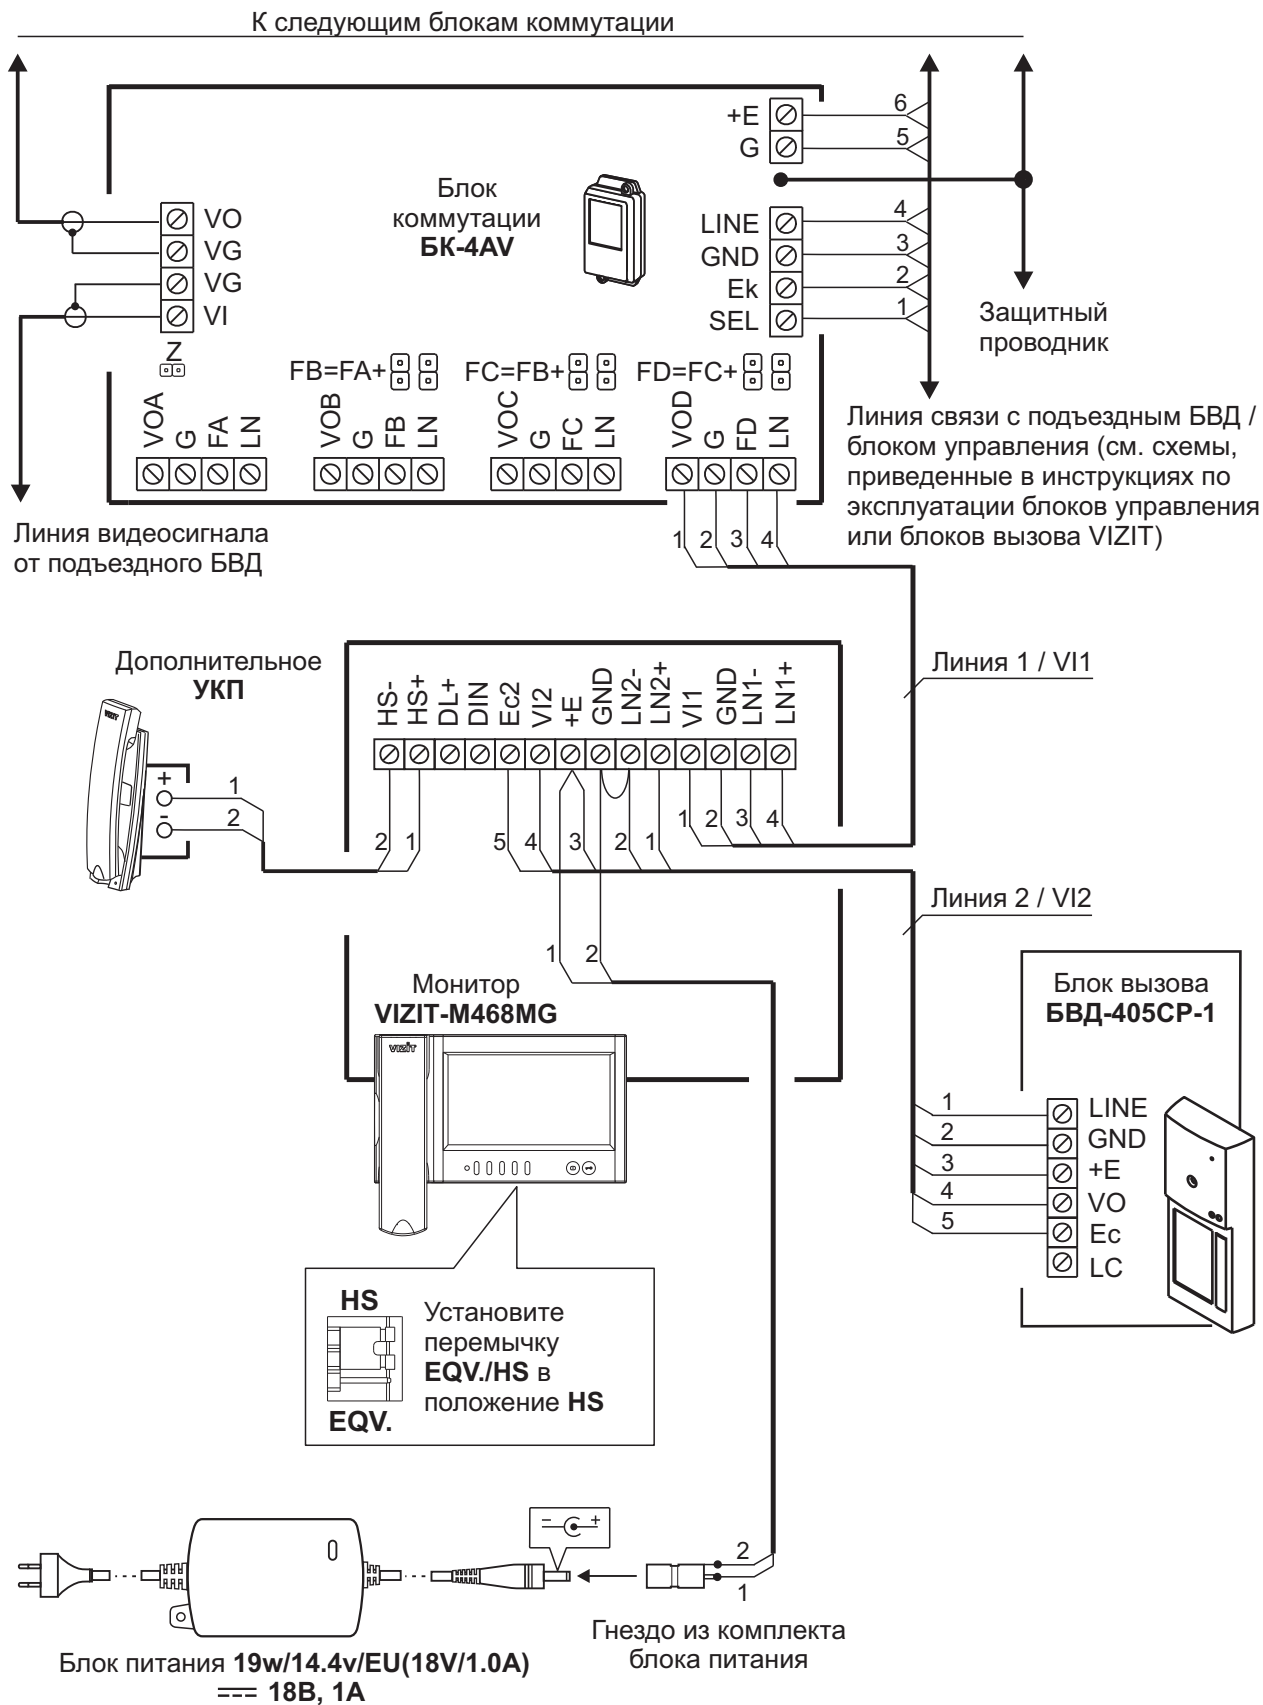 К следующим блокам коммутации
+E
G
6
5
Блок
коммутации
БК-4AV
VO
VG
VG
VI
LINE
GND
Ek
SEL
4
3
2
1
Защитный
проводник
Z
FB=FA+
FC=FB+
FD=FC+
VOA
G
FA
LN
VOB
G
FB
LN
VOC
G
FC
LN
VOD
G
FD
LN
Линия связи с подъездным БВД /
блоком управления (см. схемы,
приведенные в инструкциях по
эксплуатации блоков управления
или блоков вызова VIZIT)
Линия видеосигнала
от подъездного БВД
1 2 3 4
Дополнительное
УКП
VIZIT
+ 1
- 2
HS-
HS+
DL+
DIN
Ec2
VI2
+E
GND
LN2-
LN2+
VI1
GND
LN1-
LN1+
Линия 1 / VI1
2 1 5 4 3 2 1 1 2 3 4
Линия 2 / VI2
1 2
Монитор
VIZIT-M468MG
VIZIT
Блок вызова
БВД-405CP-1
1 LINE
2 GND
3 +E
4 VO
5 Ec
LC
HS
EQV.
Установите
перемычку
EQV./HS в
положение HS
- +
2
1
Гнездо из комплекта
блока питания
Блок питания 19w/14.4v/EU(18V/1.0A)
18В, 1А